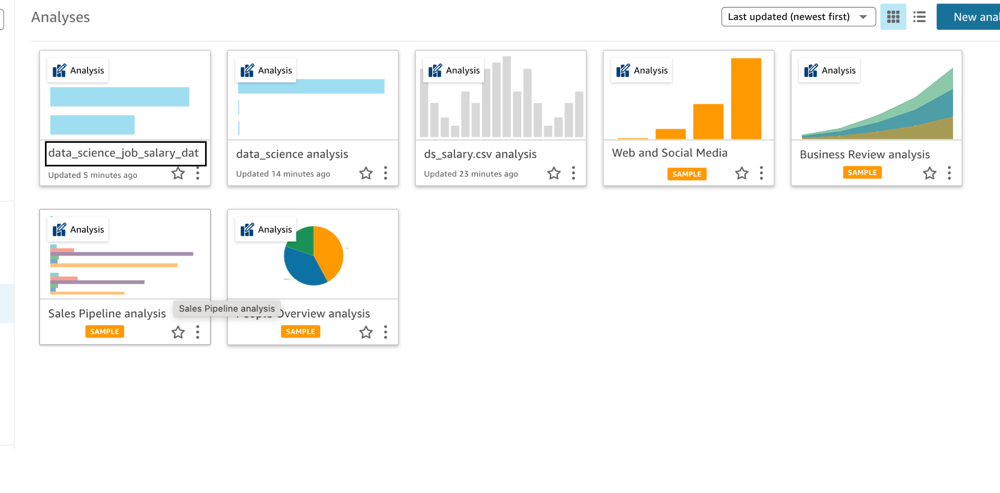 Analyses
Last updated (newest first)
New anal
Analysis
Analysis
Analysis
Analysis
Analysis
data_science_job_salary_dat
Updated 5 minutes ago
data_science analysis
Updated 14 minutes ago
ds_salary.csv analysis
Updated 23 minutes ago
Web and Social Media
SAMPLE
Business Review analysis
SAMPLE
Analysis
Analysis
Sales Pipeline analysis
SAMPLE
Sales Pipeline analysis
Overview analysis
SAMPLE